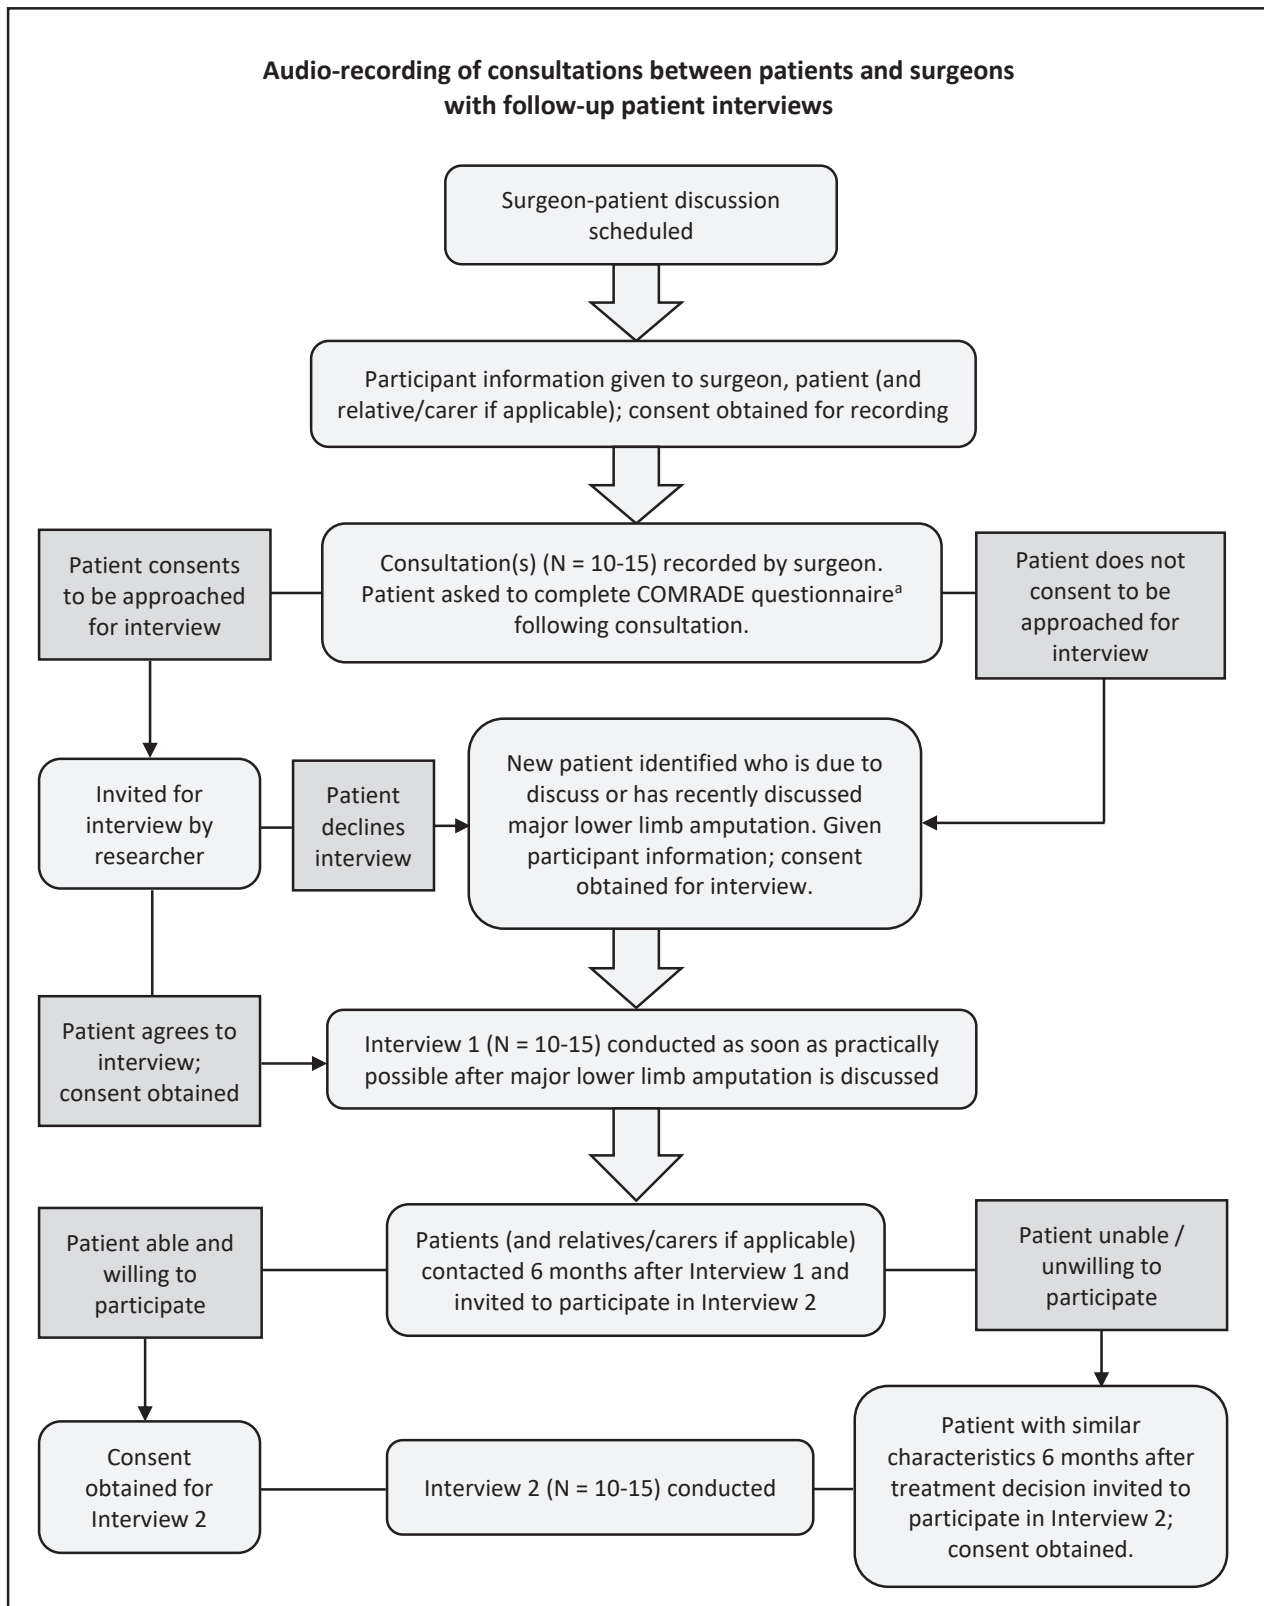 Audio-recording of consultations between patients and surgeons
with follow-up patient interviews
Surgeon-patient discussion
scheduled
Participant information given to surgeon, patient (and
relative/carer if applicable); consent obtained for recording
Patient consents
to be approached
for interview
Consultation(s) (N = 10-15) recorded by surgeon.
Patient asked to complete COMRADE questionnaireᵃ
following consultation.
Patient does not
consent to be
approached for
interview
Invited for
interview by
researcher
Patient
declines
interview
New patient identified who is due to
discuss or has recently discussed
major lower limb amputation. Given
participant information; consent
obtained for interview.
Patient agrees to
interview;
consent obtained
Interview 1 (N = 10-15) conducted as soon as practically
possible after major lower limb amputation is discussed
Patient able and
willing to
participate
Patients (and relatives/carers if applicable)
contacted 6 months after Interview 1 and
invited to participate in Interview 2
Patient unable /
unwilling to
participate
Consent
obtained for
Interview 2
Interview 2 (N = 10-15) conducted
Patient with similar
characteristics 6 months after
treatment decision invited to
participate in Interview 2;
consent obtained.